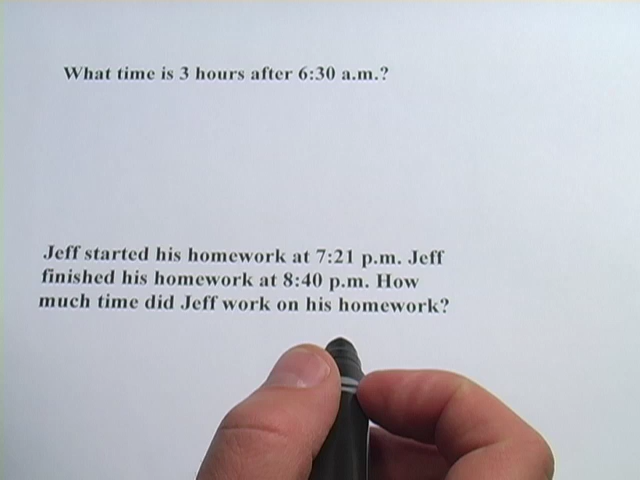 What time is 3 hours after 6:30 a.m.?
Jeff started his homework at 7:21 p.m. Jeff
finished his homework at 8:40 p.m. How
much time did Jeff work on his homework?